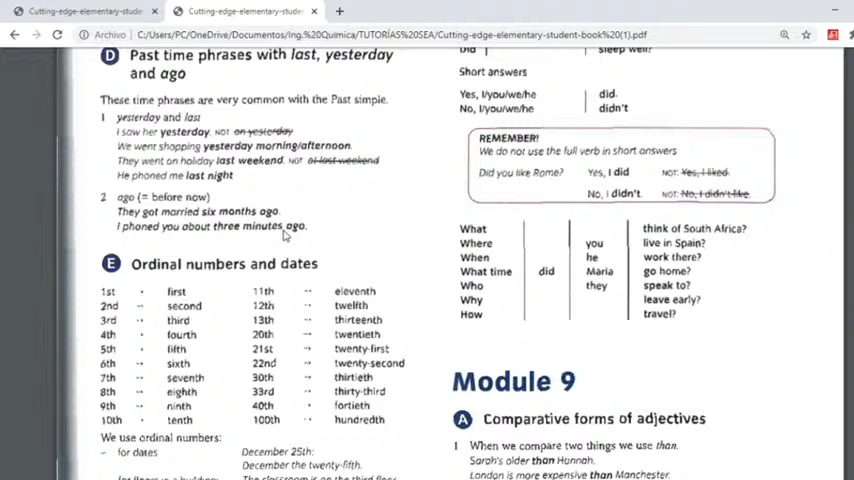 Cutting-edge-elementary-stude
Cutting-edge-elementary-stude
Archivo
C:/Users/PC/OneDrive/Documentos/Ing.%20Quimica/TUTORÍAS%20SEA/Cutting-edge-elementary-student-book%20(1).pdf
D Past time phrases with last, yesterday
and ago
These time phrases are very common with the Past simple.
1 yesterday and last
I saw her yesterday. NOT on yesterday
We went shopping yesterday morning/afternoon.
They went on holiday last weekend. NOT at last weekend
He phoned me last night
2 ago (= before now)
They got married six months ago.
I phoned you about three minutes ago.
E Ordinal numbers and dates
1st first 11th eleventh
2nd second 12th twelfth
3rd third 13th thirteenth
4th fourth 20th twentieth
5th fifth 21st twenty-first
6th sixth 22nd twenty-second
7th seventh 30th thirtieth
8th eighth 33rd thirty-third
9th ninth 40th fortieth
10th tenth 100th hundredth
We use ordinal numbers:
– for dates December 25th:
December the twenty-fifth.
for floors in a building: The classroom is on the third floor
Did sleep well?
Short answers
Yes, I/you/we/he did.
No, I/you/we/he didn't
REMEMBER!
We do not use the full verb in short answers
Did you like Rome? Yes, I did NOT: Yes, I liked.
No, I didn't. NOT: No, I didn't like.
What think of South Africa?
Where you live in Spain?
When he work there?
What time did Maria go home?
Who they speak to?
Why leave early?
How travel?
Module 9
A Comparative forms of adjectives
1 When we compare two things we use than.
Sarah's older than Hannah.
London is more expensive than Manchester.